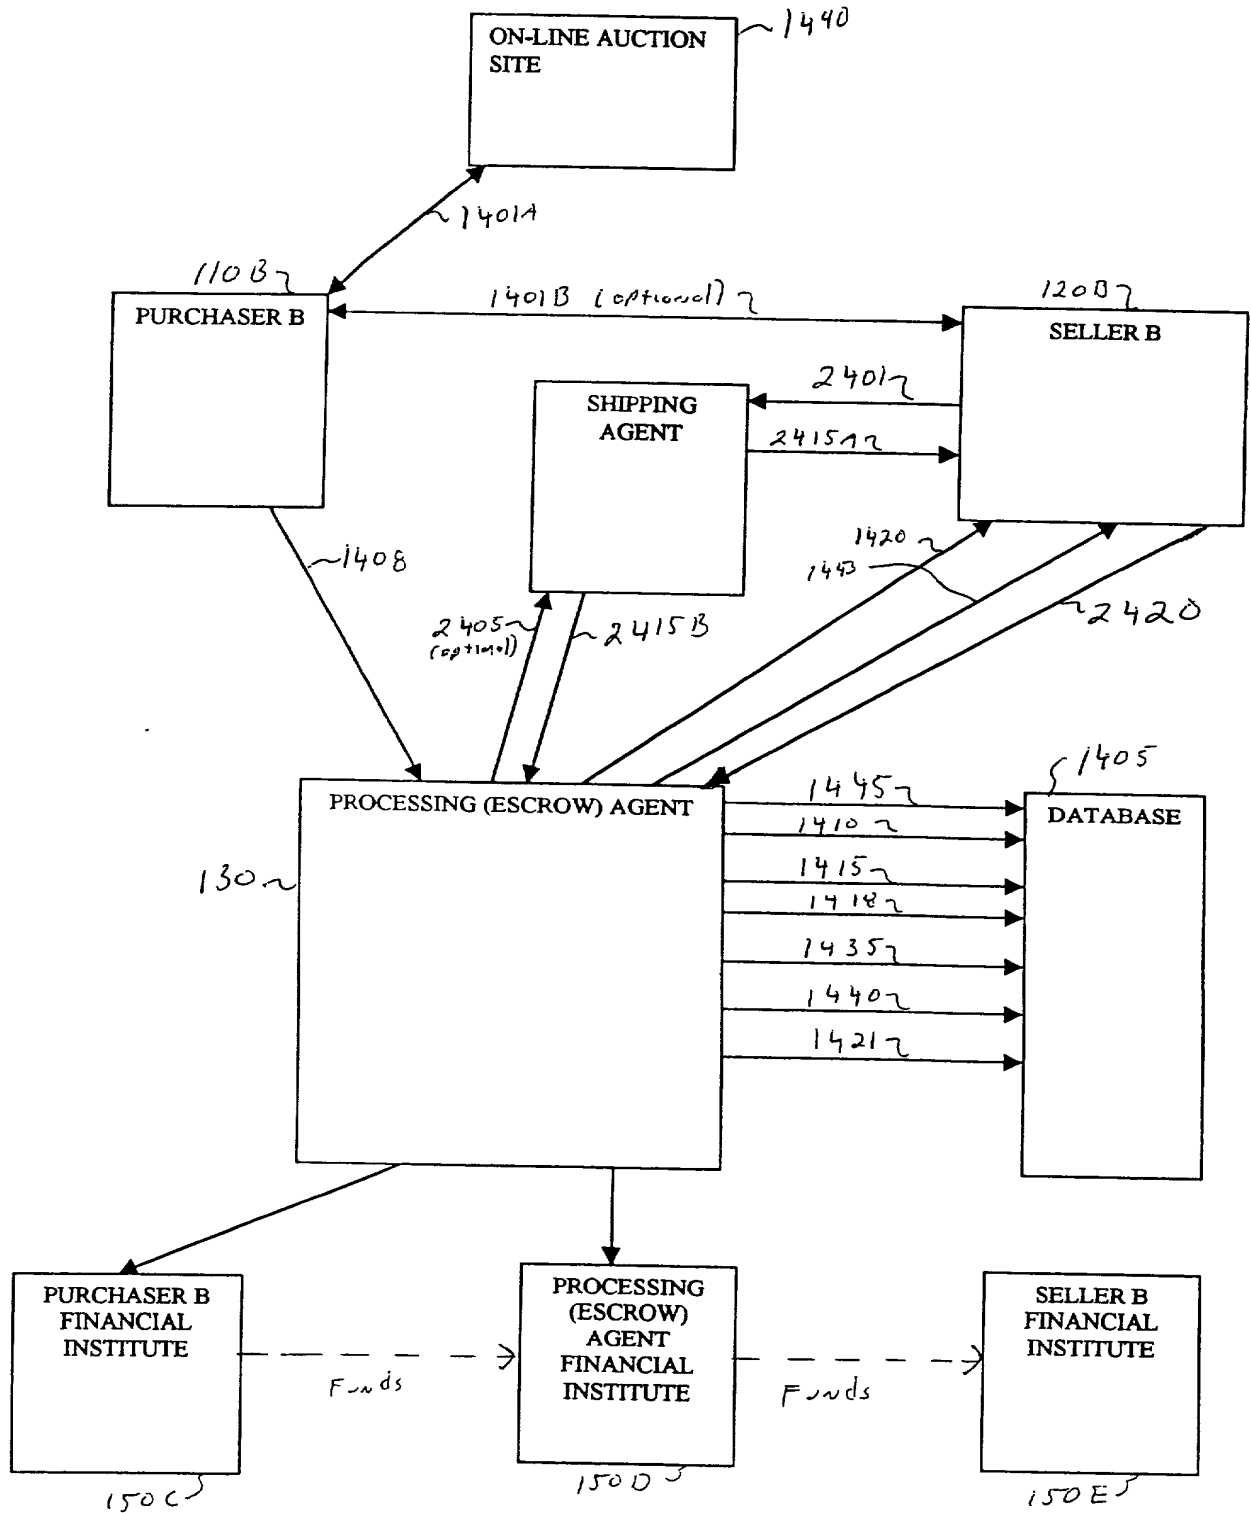 ON-LINE AUCTION
SITE
1440
1401A
110B
PURCHASER B
1401B (optional)
120B
SELLER B
2401
SHIPPING
AGENT
2415A
1408
2405
(optional)
2415B
1420
1443
2420
PROCESSING (ESCROW) AGENT
130
1445
1410
1415
1418
1435
1440
1421
1405
DATABASE
PURCHASER B
FINANCIAL
INSTITUTE
Funds
PROCESSING
(ESCROW)
AGENT
FINANCIAL
INSTITUTE
Funds
SELLER B
FINANCIAL
INSTITUTE
150C
150D
150E